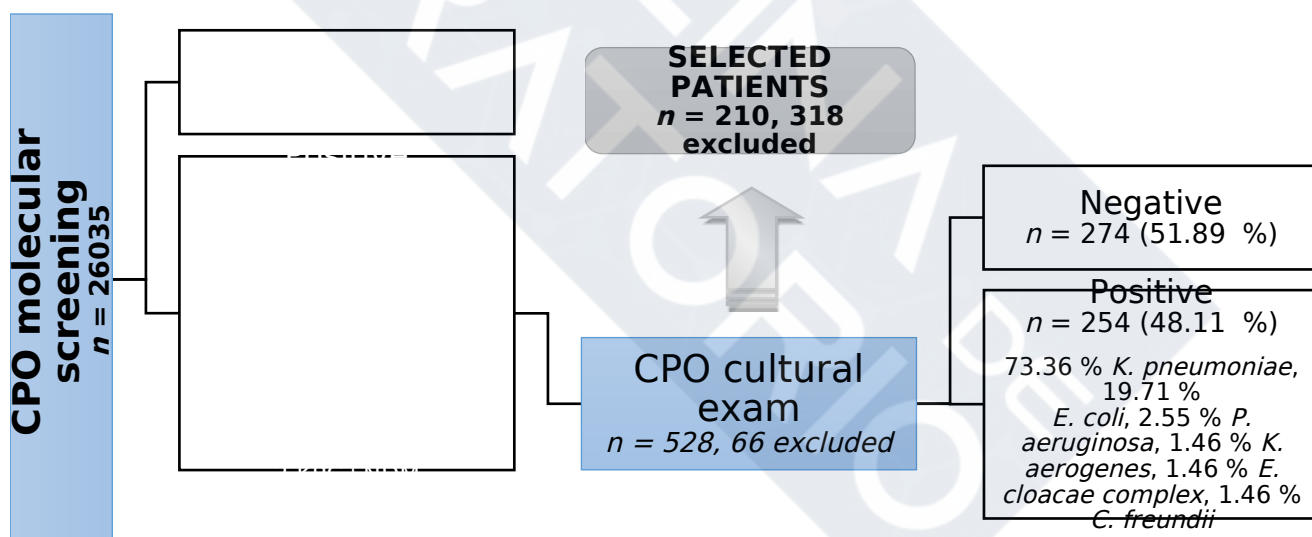 CPO molecular
screening
n = 26035
SELECTED
PATIENTS
n = 210, 318
excluded
CPO cultural
exam
n = 528, 66 excluded
Negative
n = 274 (51.89 %)
Positive
n = 254 (48.11 %)
73.36 % K. pneumoniae,
19.71 %
E. coli, 2.55 % P.
aeruginosa, 1.46 % K.
aerogenes, 1.46 % E.
cloacae complex, 1.46 %
C. freundii